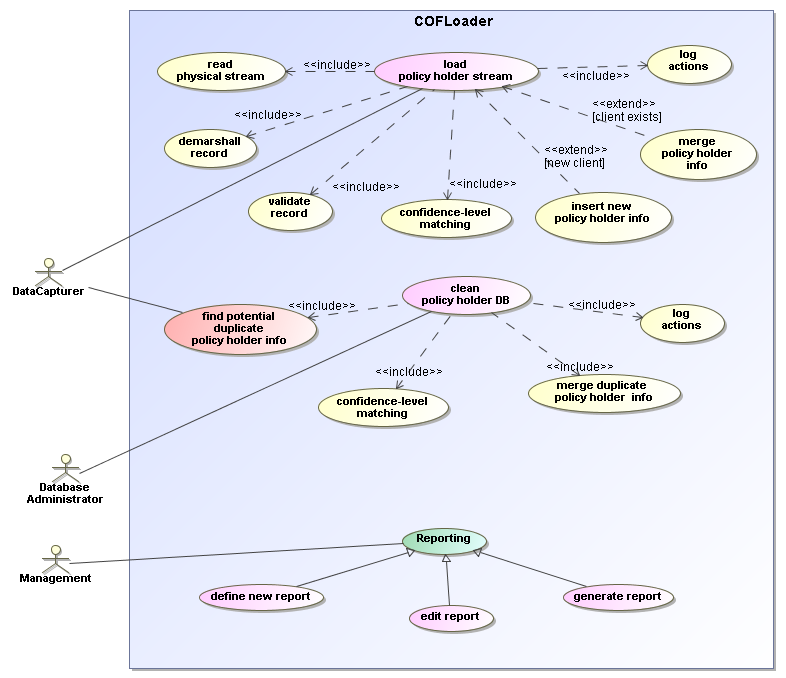 COFLoader
read
physical stream
<<include>>
load
policy holder stream
<<include>>
log
actions
<<include>>
demarshall
record
<<extend>>
[client exists]
merge
policy holder
info
<<extend>>
[new client]
<<include>>
<<include>>
validate
record
confidence-level
matching
insert new
policy holder info
DataCapturer
clean
policy holder DB
<<include>>
<<include>>
find potential
duplicate
policy holder info
log
actions
<<include>>
<<include>>
confidence-level
matching
merge duplicate
policy holder info
Database
Administrator
Reporting
Management
define new report
edit report
generate report